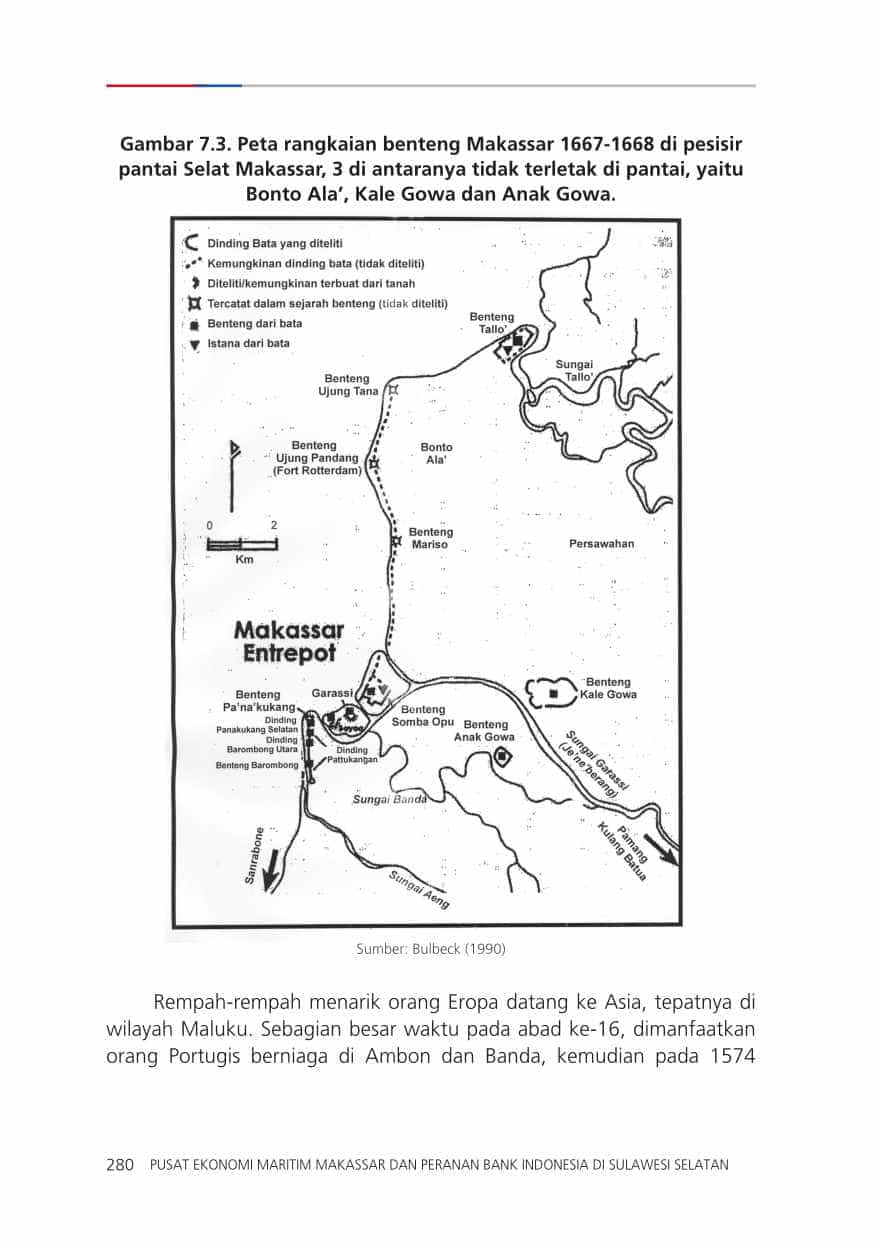 Gambar 7.3. Peta rangkaian benteng Makassar 1667-1668 di pesisir
pantai Selat Makassar, 3 di antaranya tidak terletak di pantai, yaitu
Bonto Ala’, Kale Gowa dan Anak Gowa.
Dinding Bata yang diteliti
Kemungkinan dinding bata (tidak diteliti)
Diteliti/kemungkinan terbuat dari tanah
Tercatat dalam sejarah benteng (tidak diteliti)
Benteng dari bata
Istana dari bata
Benteng
Tallo’
Sungai
Tallo’
Benteng
Ujung Tana
Benteng
Ujung Pandang
(Fort Rotterdam)
Bonto
Ala’
0 2
Km
Benteng
Mariso
Persawahan
Makassar
Entrepot
Benteng
Kale Gowa
Garassi
Benteng
Pa’na’kukang
Benteng
Somba Opu
Benteng
Anak Gowa
Dinding
Panakukang Selatan
Dinding
Barombong Utara
Benteng Barombong
Dinding
Pattukangan
Sungai Garassi
(Je’ne’berang)
Sungai Banda
Pamang
Kulang Batua
Sanrabone
Sungai Aeng
Sumber: Bulbeck (1990)
Rempah-rempah menarik orang Eropa datang ke Asia, tepatnya di
wilayah Maluku. Sebagian besar waktu pada abad ke-16, dimanfaatkan
orang Portugis berniaga di Ambon dan Banda, kemudian pada 1574
280 PUSAT EKONOMI MARITIM MAKASSAR DAN PERANAN BANK INDONESIA DI SULAWESI SELATAN